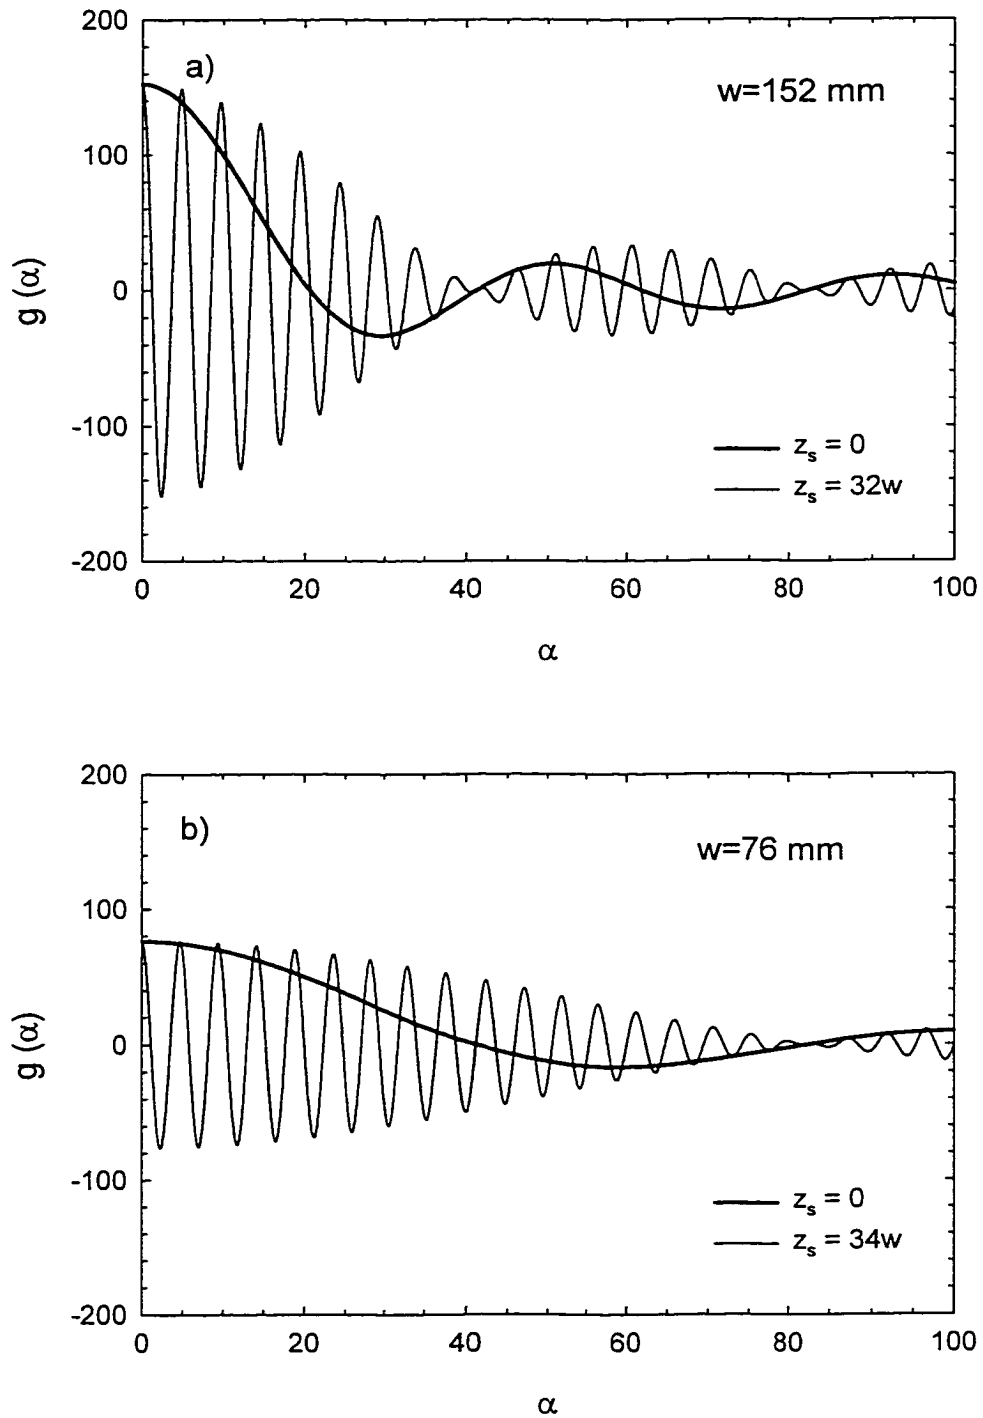 200
a)
w=152 mm
100
g (α)
0
-100
z_s = 0
z_s = 32w
-200
0 20 40 60 80 100
α
200
b)
w=76 mm
100
g (α)
0
-100
z_s = 0
z_s = 34w
-200
0 20 40 60 80 100
α